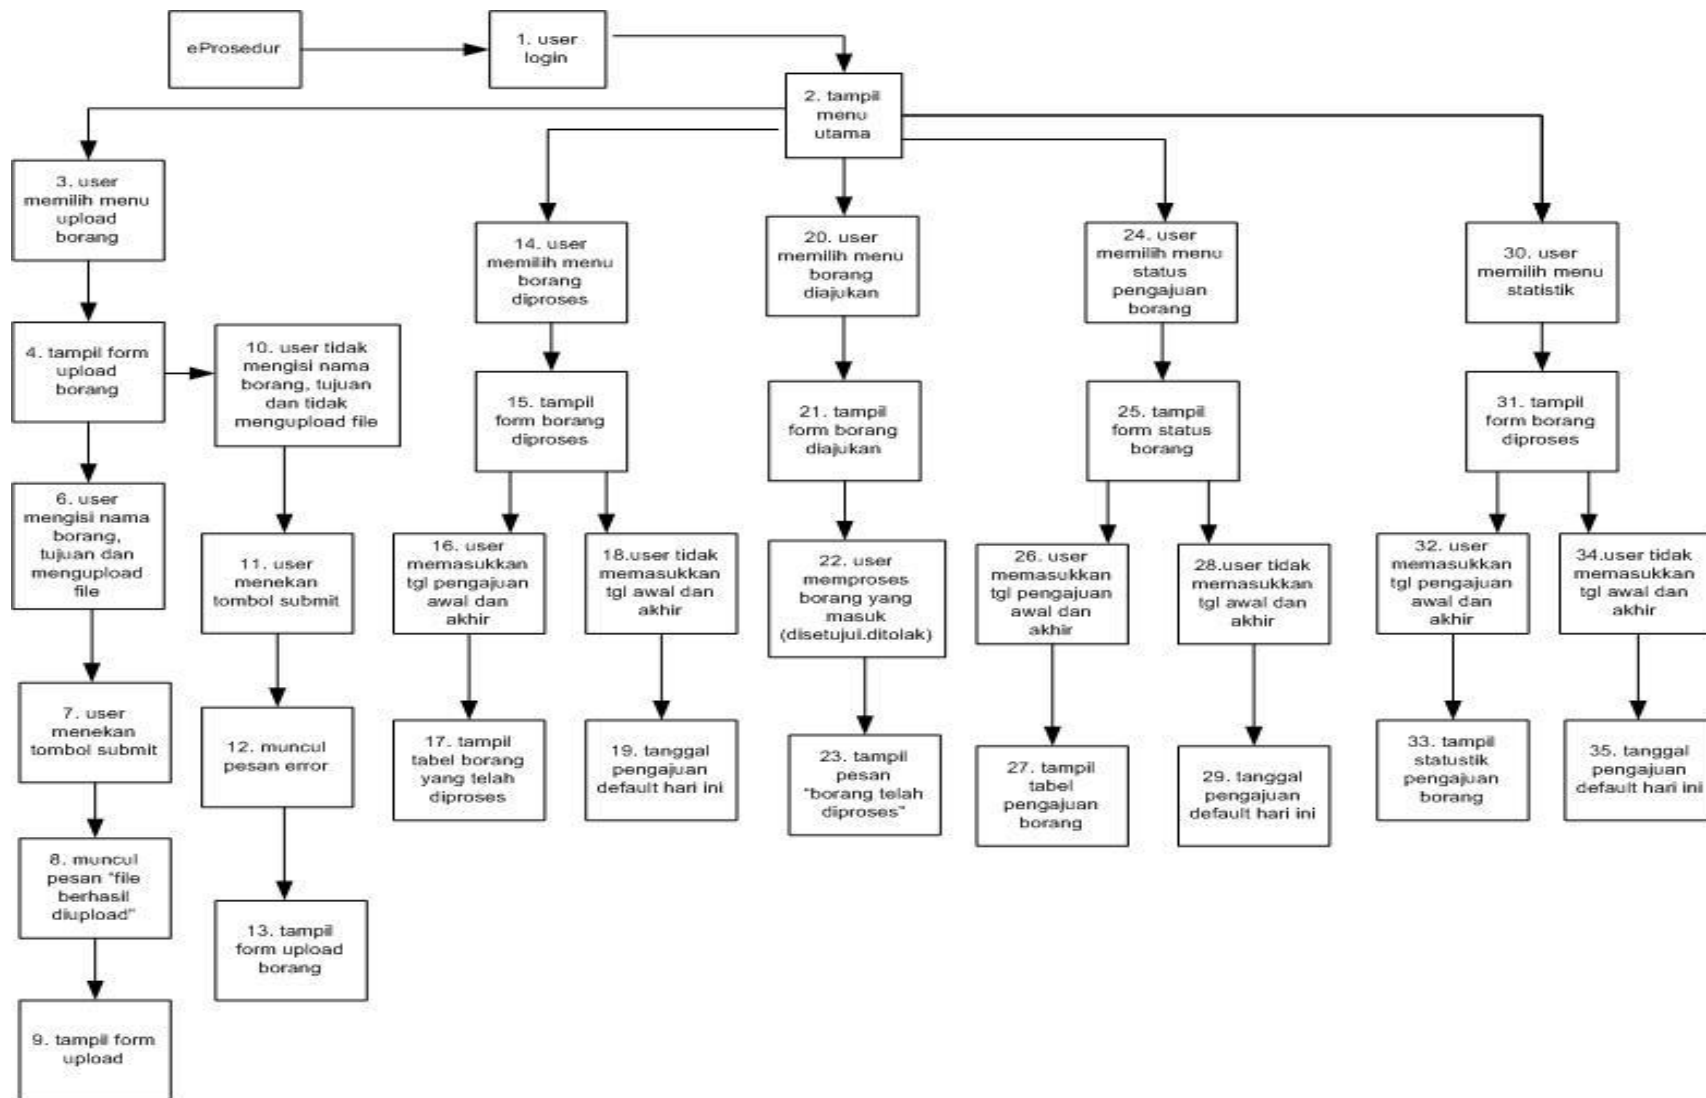 eProsedur
1. user
login
2. tampil
menu
utama
3. user
memilih menu
upload
borang
4. tampil form
upload
borang
6. user
mengisi nama
borang,
tujuan dan
mengupload
file
7. user
menekan
tombol submit
8. muncul
pesan “file
berhasil
diupload”
9. tampil form
upload
10. user tidak
mengisi nama
borang, tujuan
dan tidak
mengupload file
11. user
menekan
tombol submit
12. muncul
pesan error
13. tampil
form upload
borang
14. user
memilih menu
borang
diproses
15. tampil
form borang
diproses
16. user
memasukkan
tgl pengajuan
awal dan
akhir
17. tampil
tabel borang
yang telah
diproses
18.user tidak
memasukkan
tgl awal dan
akhir
19. tanggal
pengajuan
default hari ini
20. user
memilih menu
borang
diajukan
21. tampil
form borang
diajukan
22. user
memproses
borang yang
masuk
(disetujui.ditolak)
23. tampil
pesan
“borang telah
diproses”
24. user
memilih menu
status
pengajuan
borang
25. tampil
form status
borang
26. user
memasukkan
tgl pengajuan
awal dan
akhir
27. tampil
tabel
pengajuan
borang
28.user tidak
memasukkan
tgl awal dan
akhir
29. tanggal
pengajuan
default hari ini
30. user
memilih menu
statistik
31. tampil
form borang
diproses
32. user
memasukkan
tgl pengajuan
awal dan
akhir
33. tampil
statustik
pengajuan
borang
34.user tidak
memasukkan
tgl awal dan
akhir
35. tanggal
pengajuan
default hari ini